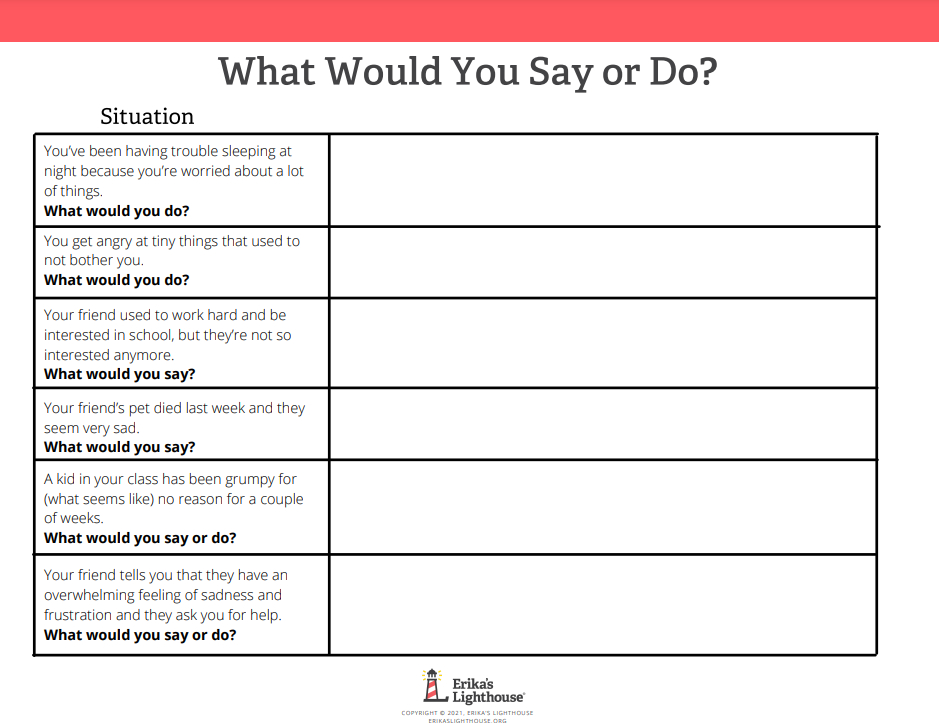 What Would You Say or Do?
Situation
You’ve been having trouble sleeping at
night because you’re worried about a lot
of things.
What would you do?
You get angry at tiny things that used to
not bother you.
What would you do?
Your friend used to work hard and be
interested in school, but they’re not so
interested anymore.
What would you say?
Your friend’s pet died last week and they
seem very sad.
What would you say?
A kid in your class has been grumpy for
(what seems like) no reason for a couple
of weeks.
What would you say or do?
Your friend tells you that they have an
overwhelming feeling of sadness and
frustration and they ask you for help.
What would you say or do?
Erika's
Lighthouse®
COPYRIGHT © 2021, ERIKA'S LIGHTHOUSE
ERIKASLIGHTHOUSE.ORG